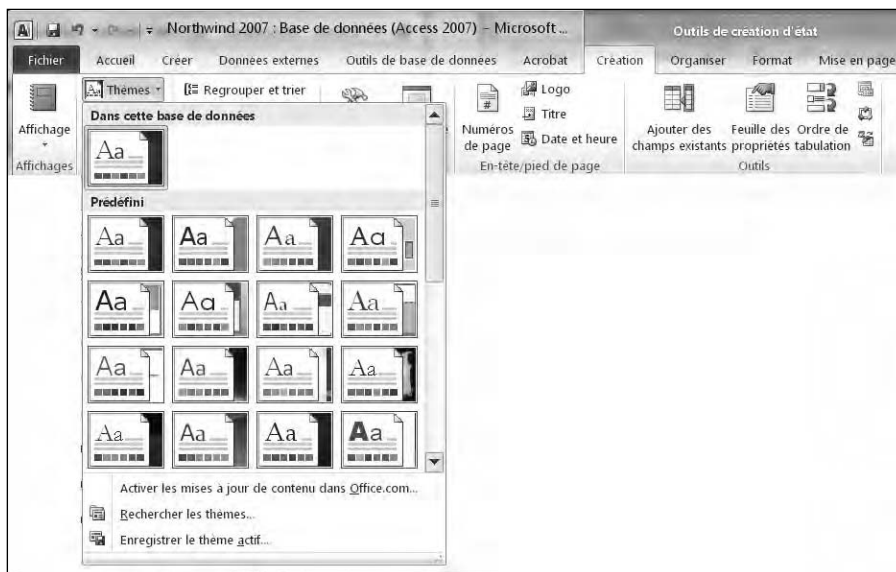 Northwind 2007 : Base de données (Access 2007) – Microsoft ...
Outils de création d'état
Fichier Accueil Créer Données externes Outils de base de données Acrobat Création Organiser Format Mise en page
Affichage
Affichages
Thèmes
Regrouper et trier
Dans cette base de données
Aa
Prédéfini
Aa Aa Aa Aa
Aa Aa Aa Aa
Aa Aa Aa Aa
Aa Aa Aa Aa
Activer les mises à jour de contenu dans Office.com...
Rechercher les thèmes...
Enregistrer le thème actif...
Numéros
de page
Logo
Titre
Date et heure
En-tête/pied de page
Ajouter des
champs existants
Feuille des
propriétés
Ordre de
tabulation
Outils